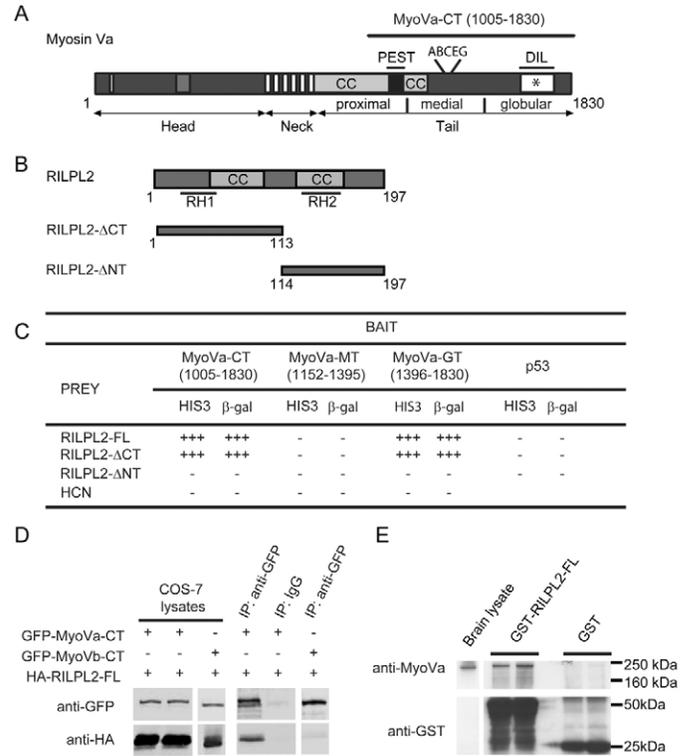 A
MyoVa-CT (1005-1830)
Myosin Va
PEST ABCEG DIL
CC CC *
1 proximal medial globular 1830
Head Neck Tail
B
RILPL2 CC CC
1 RH1 RH2 197
RILPL2-ΔCT
1 113
RILPL2-ΔNT
114 197
C
BAIT
PREY
MyoVa-CT MyoVa-MT MyoVa-GT p53
(1005-1830) (1152-1395) (1396-1830)
HIS3 β-gal HIS3 β-gal HIS3 β-gal HIS3 β-gal
RILPL2-FL +++ +++ - - +++ +++ - -
RILPL2-ΔCT +++ +++ - - +++ +++ - -
RILPL2-ΔNT - - - - - - - -
HCN - - - - - - - -
D
COS-7
lysates
IP: anti-GFP
IP: IgG
IP: anti-GFP
GFP-MyoVa-CT + + - + + -
GFP-MyoVb-CT - - + - - +
HA-RILPL2-FL + + + + + +
anti-GFP
anti-HA
E
Brain lysate
GST-RILPL2-FL
GST
anti-MyoVa
250 kDa
160 kDa
anti-GST
50kDa
25kDa